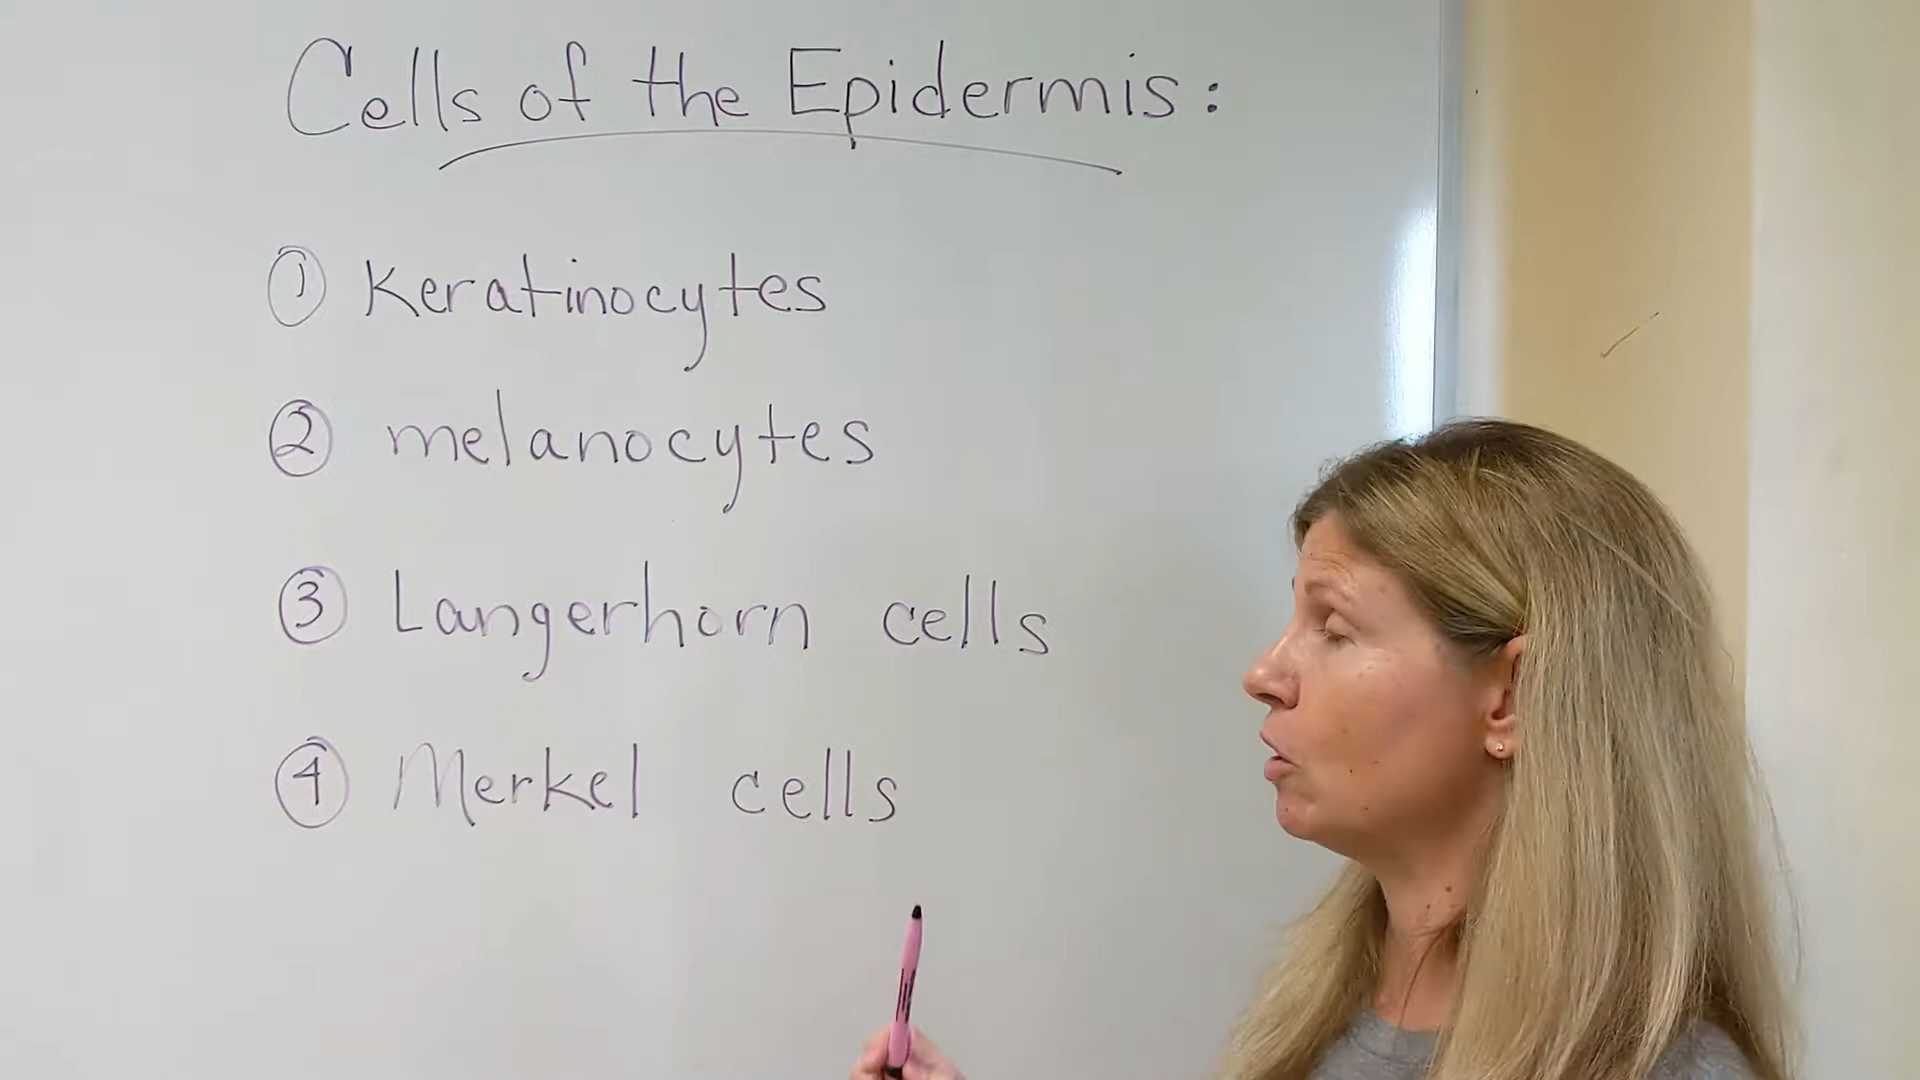 Cells of the Epidermis:
① Keratinocytes
② melanocytes
③ Langerhorn cells
④ Merkel cells